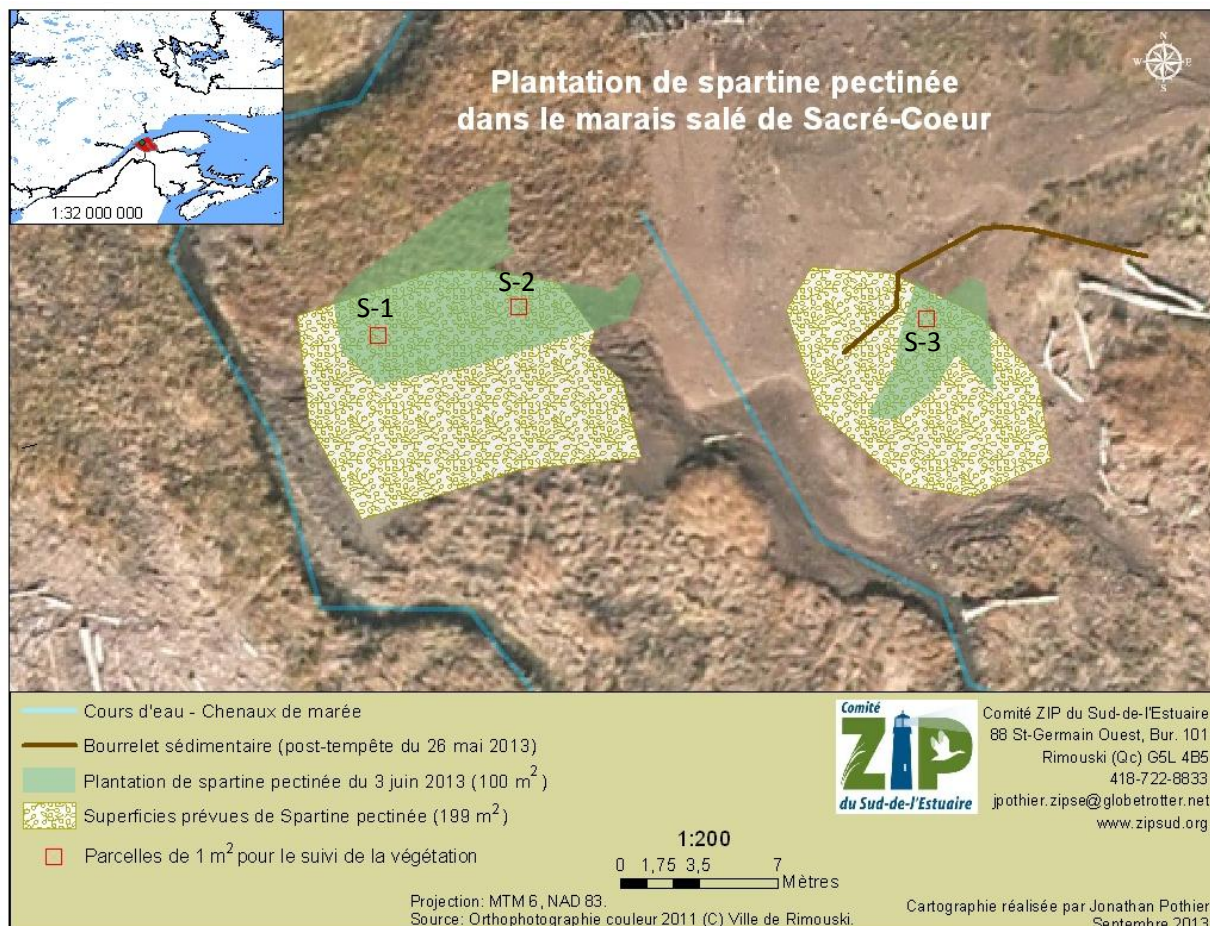 Plantation de spartine pectinée
dans le marais salé de Sacré-Coeur
N
W E
S
1:32 000 000
S-1
S-2
S-3
Cours d'eau - Chenaux de marée
Bourrelet sédimentaire (post-tempête du 26 mai 2013)
Plantation de spartine pectinée du 3 juin 2013 (100 m²)
Superficies prévues de Spartine pectinée (199 m²)
Parcelles de 1 m² pour le suivi de la végétation
1:200
0 1,75 3,5 7
Mètres
Projection: MTM 6, NAD 83.
Source: Orthophotographie couleur 2011 (C) Ville de Rimouski.
Comité
ZIP
du Sud-de-l'Estuaire
Comité ZIP du Sud-de-l'Estuaire
88 St-Germain Ouest, Bur. 101
Rimouski (Qc) G5L 4B5
418-722-8833
jpothier.zipse@globetrotter.net
www.zipsud.org
Cartographie réalisée par Jonathan Pothier
Septembre 2013